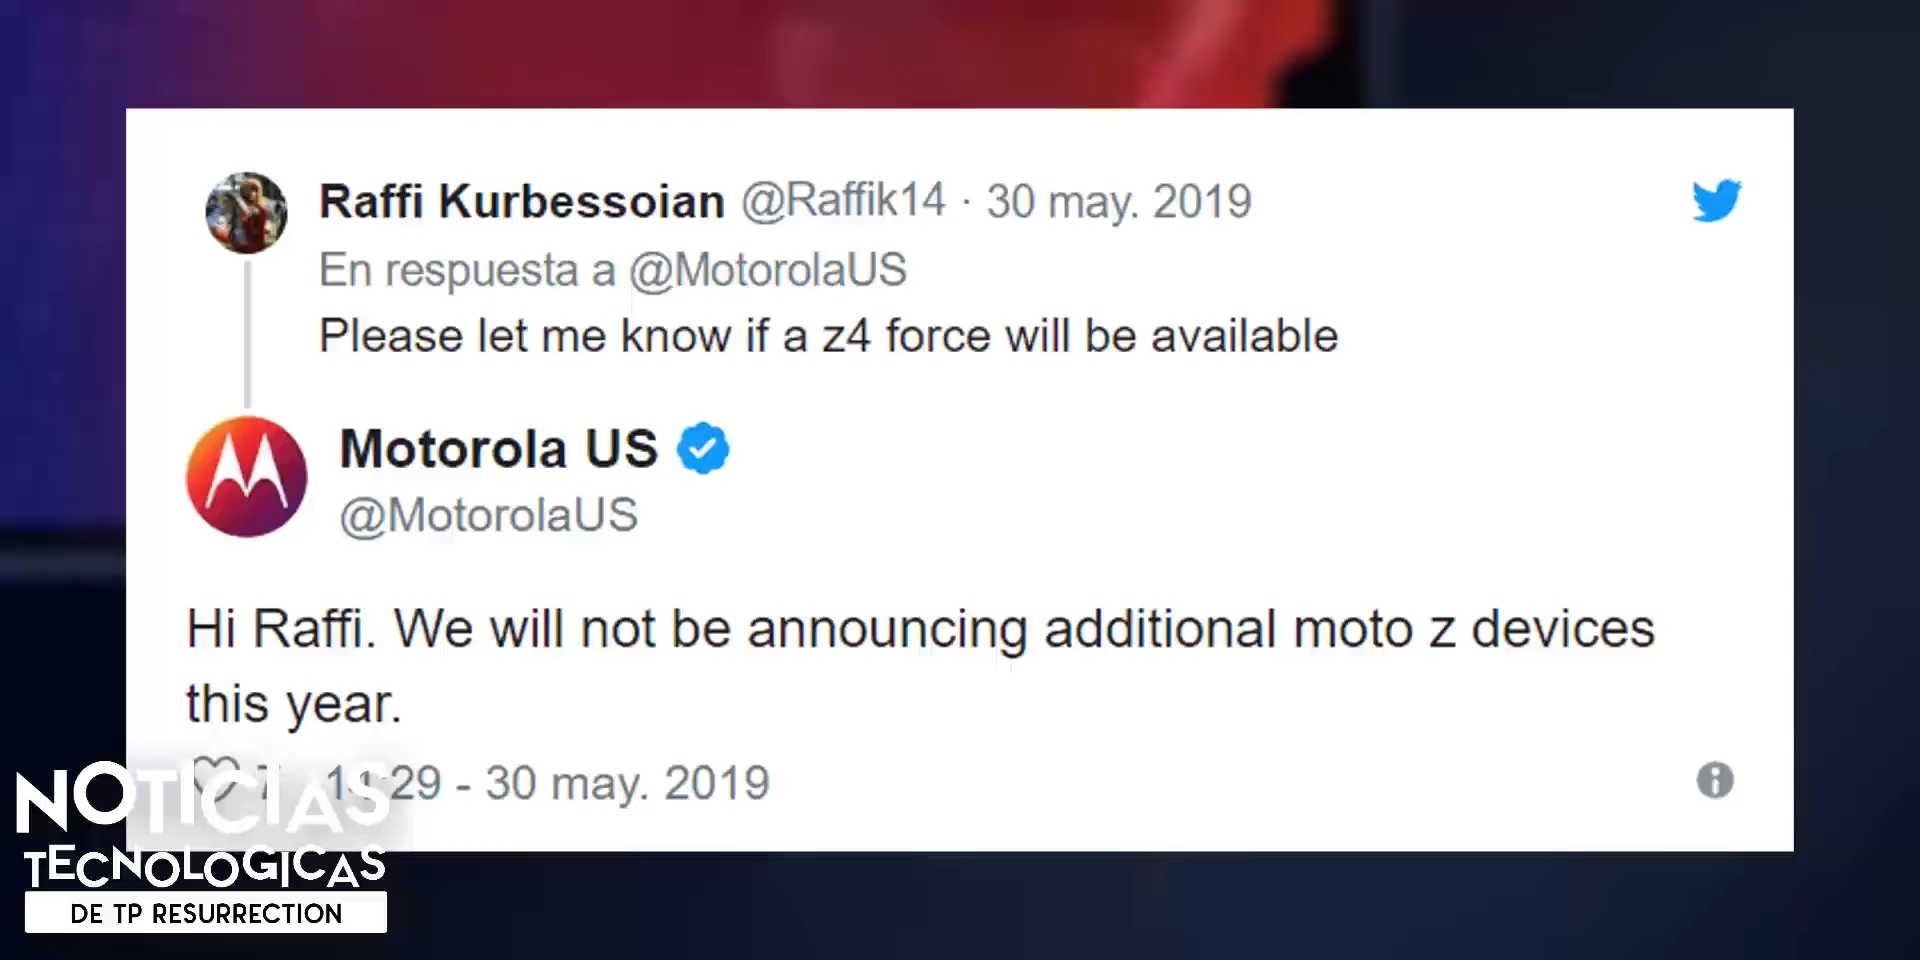 Raffi Kurbessoian @Raffik14 · 30 may. 2019
En respuesta a @MotorolaUS
Please let me know if a z4 force will be available
Motorola US
@MotorolaUS
Hi Raffi. We will not be announcing additional moto z devices
this year.
29 - 30 may. 2019
NOTICIAS
TECNOLOGICAS
DE TP RESURRECTION